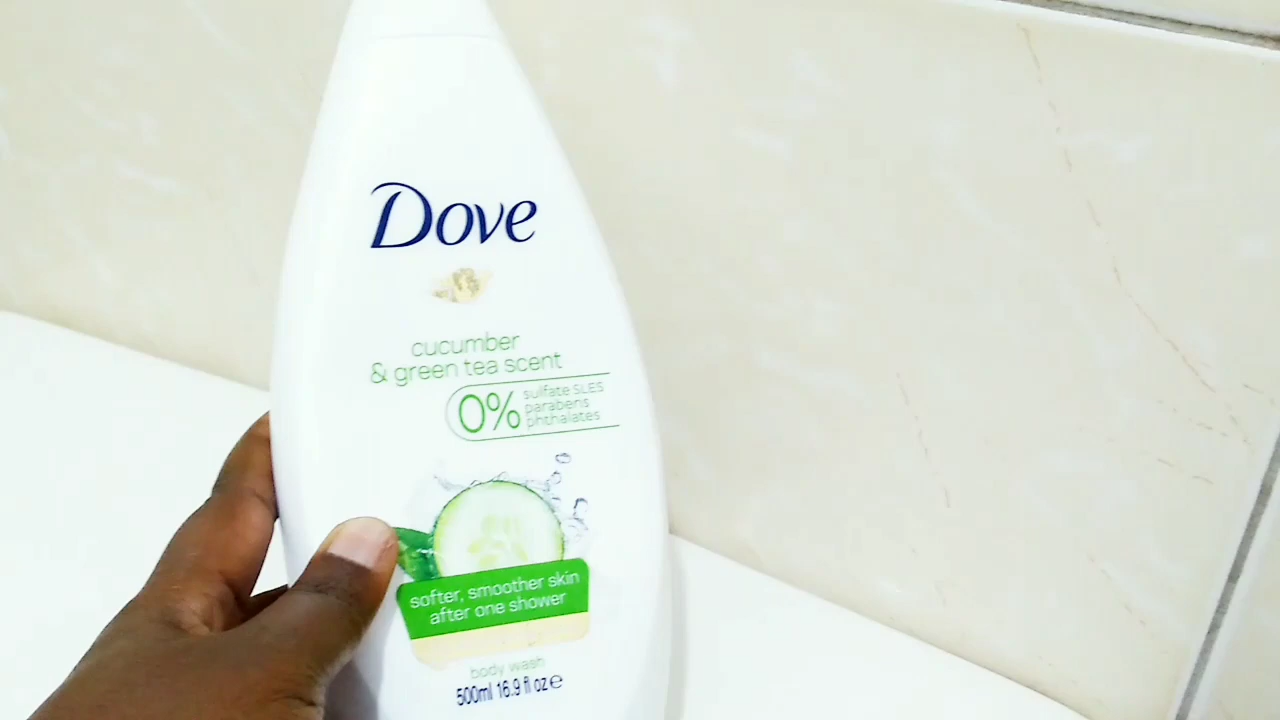 Dove
cucumber
& green tea scent
0%
sulfate SLES
parabens
phthalates
softer, smoother skin
after one shower
body wash
500ml 16.9 fl oz e